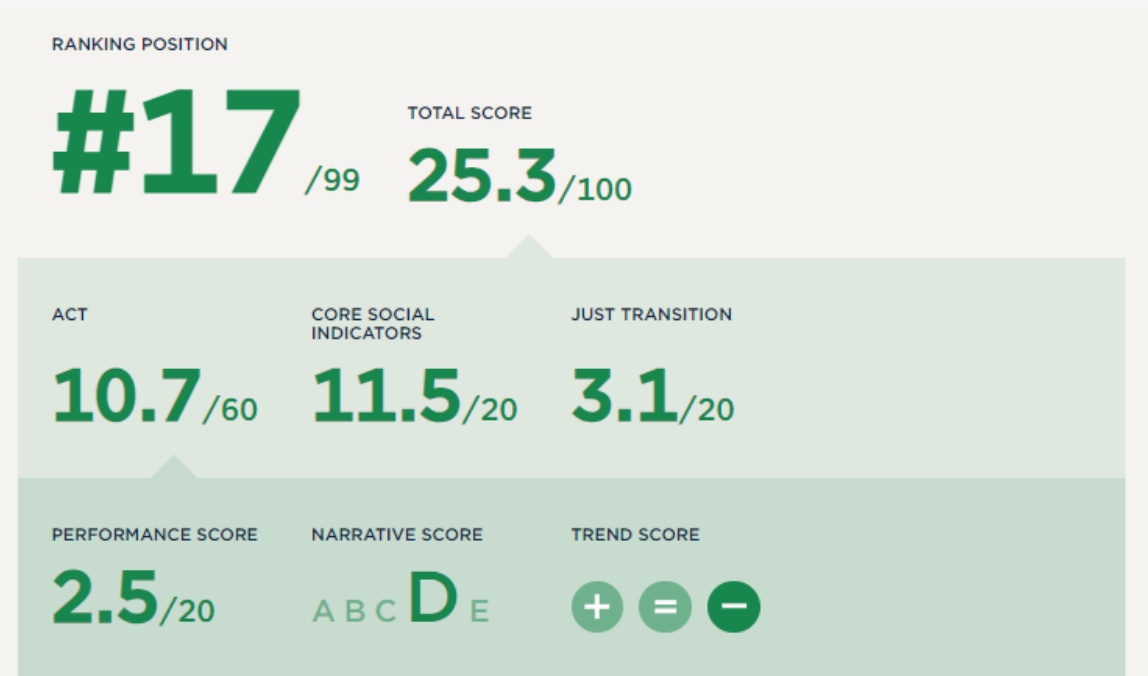 RANKING POSITION
#17 /99
TOTAL SCORE
25.3/100
ACT
10.7/60
CORE SOCIAL
INDICATORS
11.5/20
JUST TRANSITION
3.1/20
PERFORMANCE SCORE
2.5/20
NARRATIVE SCORE
A B C D E
TREND SCORE
+ = −